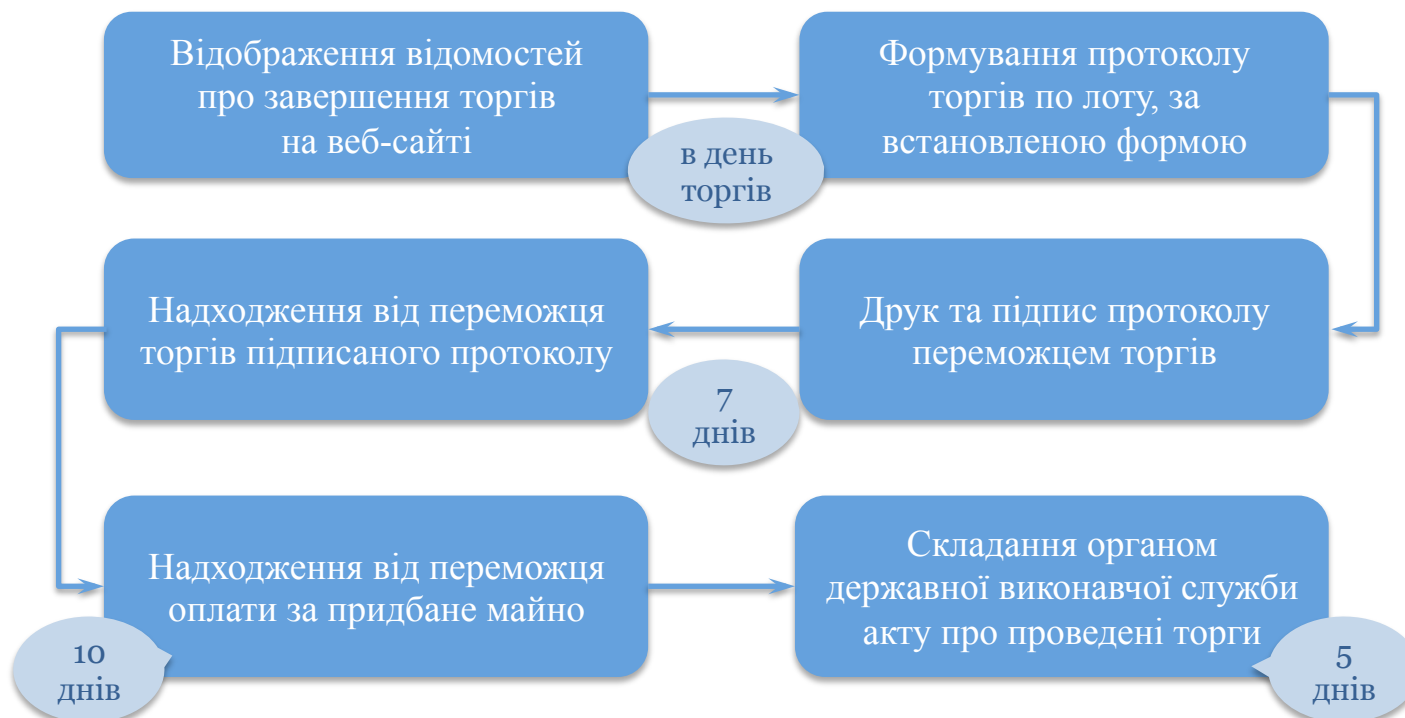 Відображення відомостей
про завершення торгів
на веб-сайті
Формування протоколу
торгів по лоту, за
встановленою формою
в день
торгів
Надходження від переможця
торгів підписаного протоколу
Друк та підпис протоколу
переможцем торгів
7
днів
Надходження від переможця
оплати за придбане майно
Складання органом
державної виконавчої служби
акту про проведені торги
10
днів
5
днів